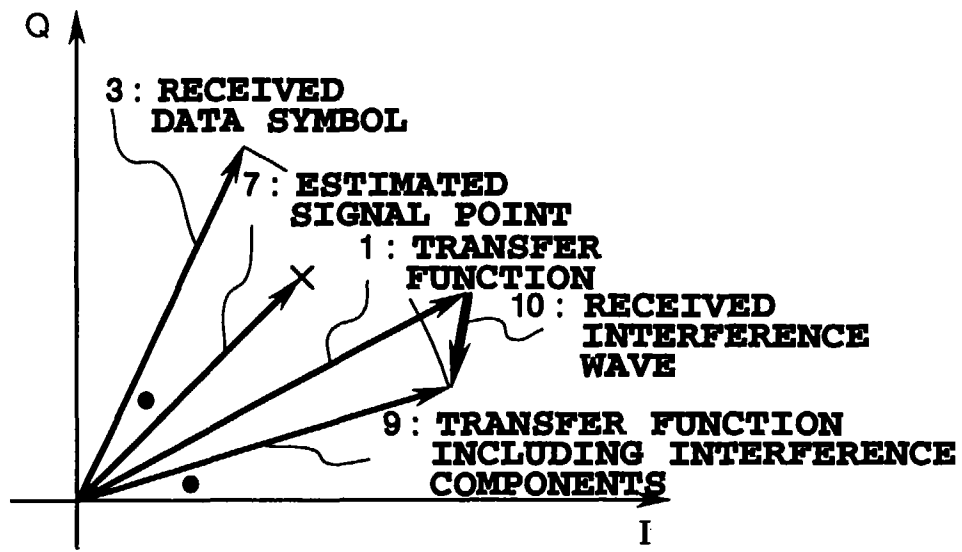 Q
3: RECEIVED
DATA SYMBOL
7: ESTIMATED
SIGNAL POINT
1: TRANSFER
FUNCTION
10: RECEIVED
INTERFERENCE
WAVE
9: TRANSFER FUNCTION
INCLUDING INTERFERENCE
COMPONENTS
I